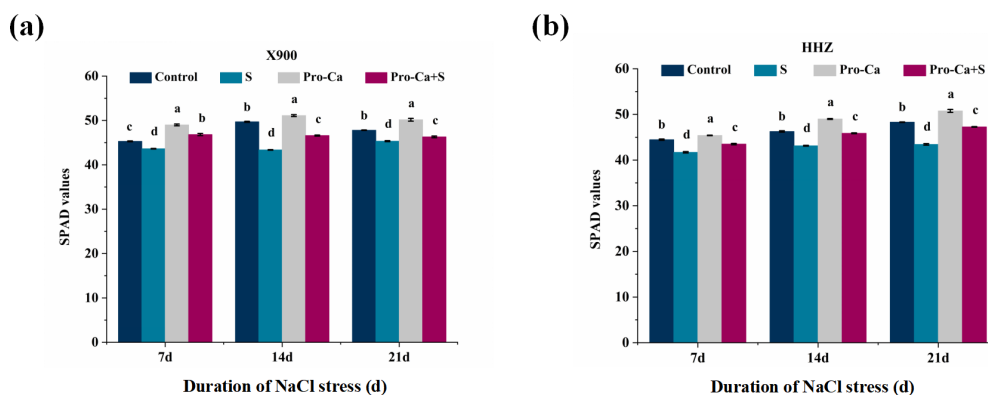 (a)
X900
Control S Pro-Ca Pro-Ca+S
60
50
40
30
20
10
0
SPAD values
c d a b
b d a c
b d a c
7d 14d 21d
Duration of NaCl stress (d)
(b)
HHZ
Control S Pro-Ca Pro-Ca+S
60
50
40
30
20
10
0
SPAD values
b d a c
b d a c
b d a c
7d 14d 21d
Duration of NaCl stress (d)